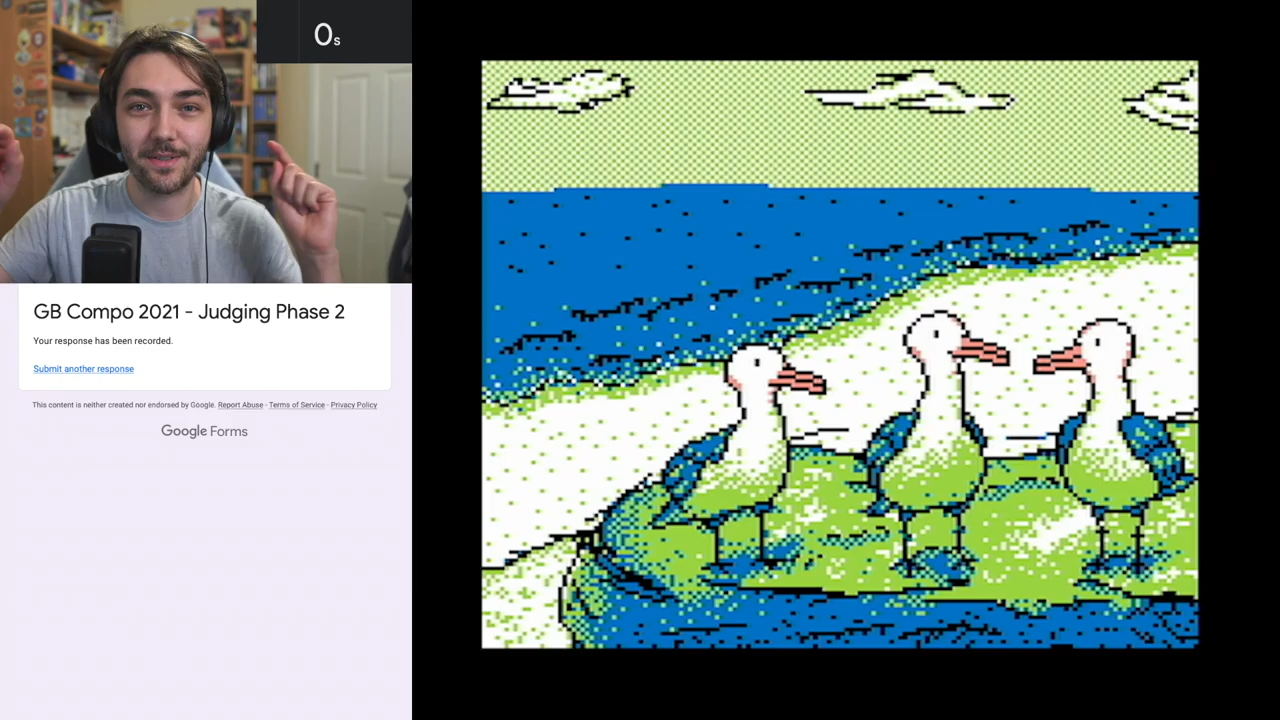 0s
GB Compo 2021 - Judging Phase 2
Your response has been recorded.
Submit another response
This content is neither created nor endorsed by Google. Report Abuse - Terms of Service - Privacy Policy
Google Forms